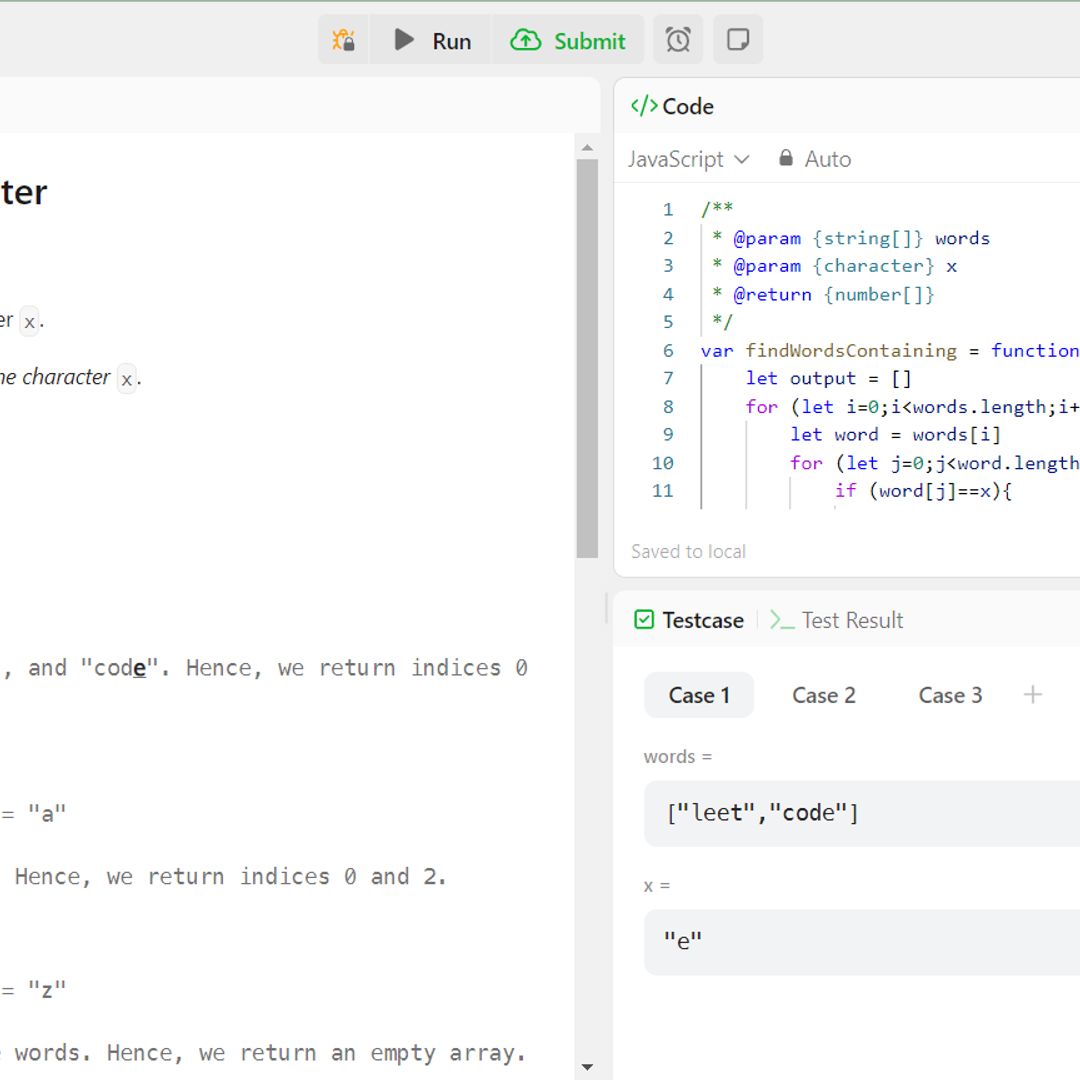 Run Submit
ter
er x.
ne character x.
, and "code". Hence, we return indices 0
= "a"
Hence, we return indices 0 and 2.
= "z"
words. Hence, we return an empty array.
</> Code
JavaScript Auto
1 /**
2 * @param {string[]} words
3 * @param {character} x
4 * @return {number[]}
5 */
6 var findWordsContaining = function
7 let output = []
8 for (let i=0;i<words.length;i+
9 let word = words[i]
10 for (let j=0;j<word.length
11 if (word[j]==x){
Saved to local
Testcase >_ Test Result
Case 1 Case 2 Case 3 +
words =
["leet","code"]
x =
"e"